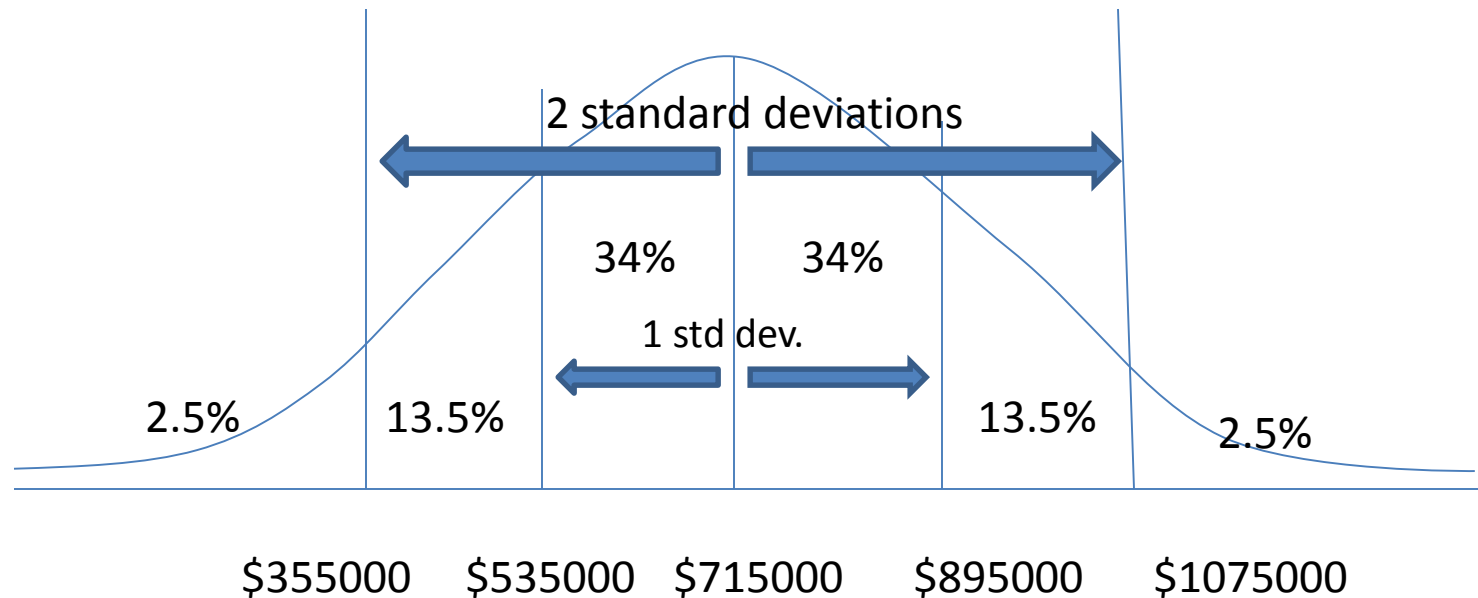 2 standard deviations
34% 34%
1 std dev.
2.5% 13.5% 13.5% 2.5%
$355000 $535000 $715000 $895000 $1075000